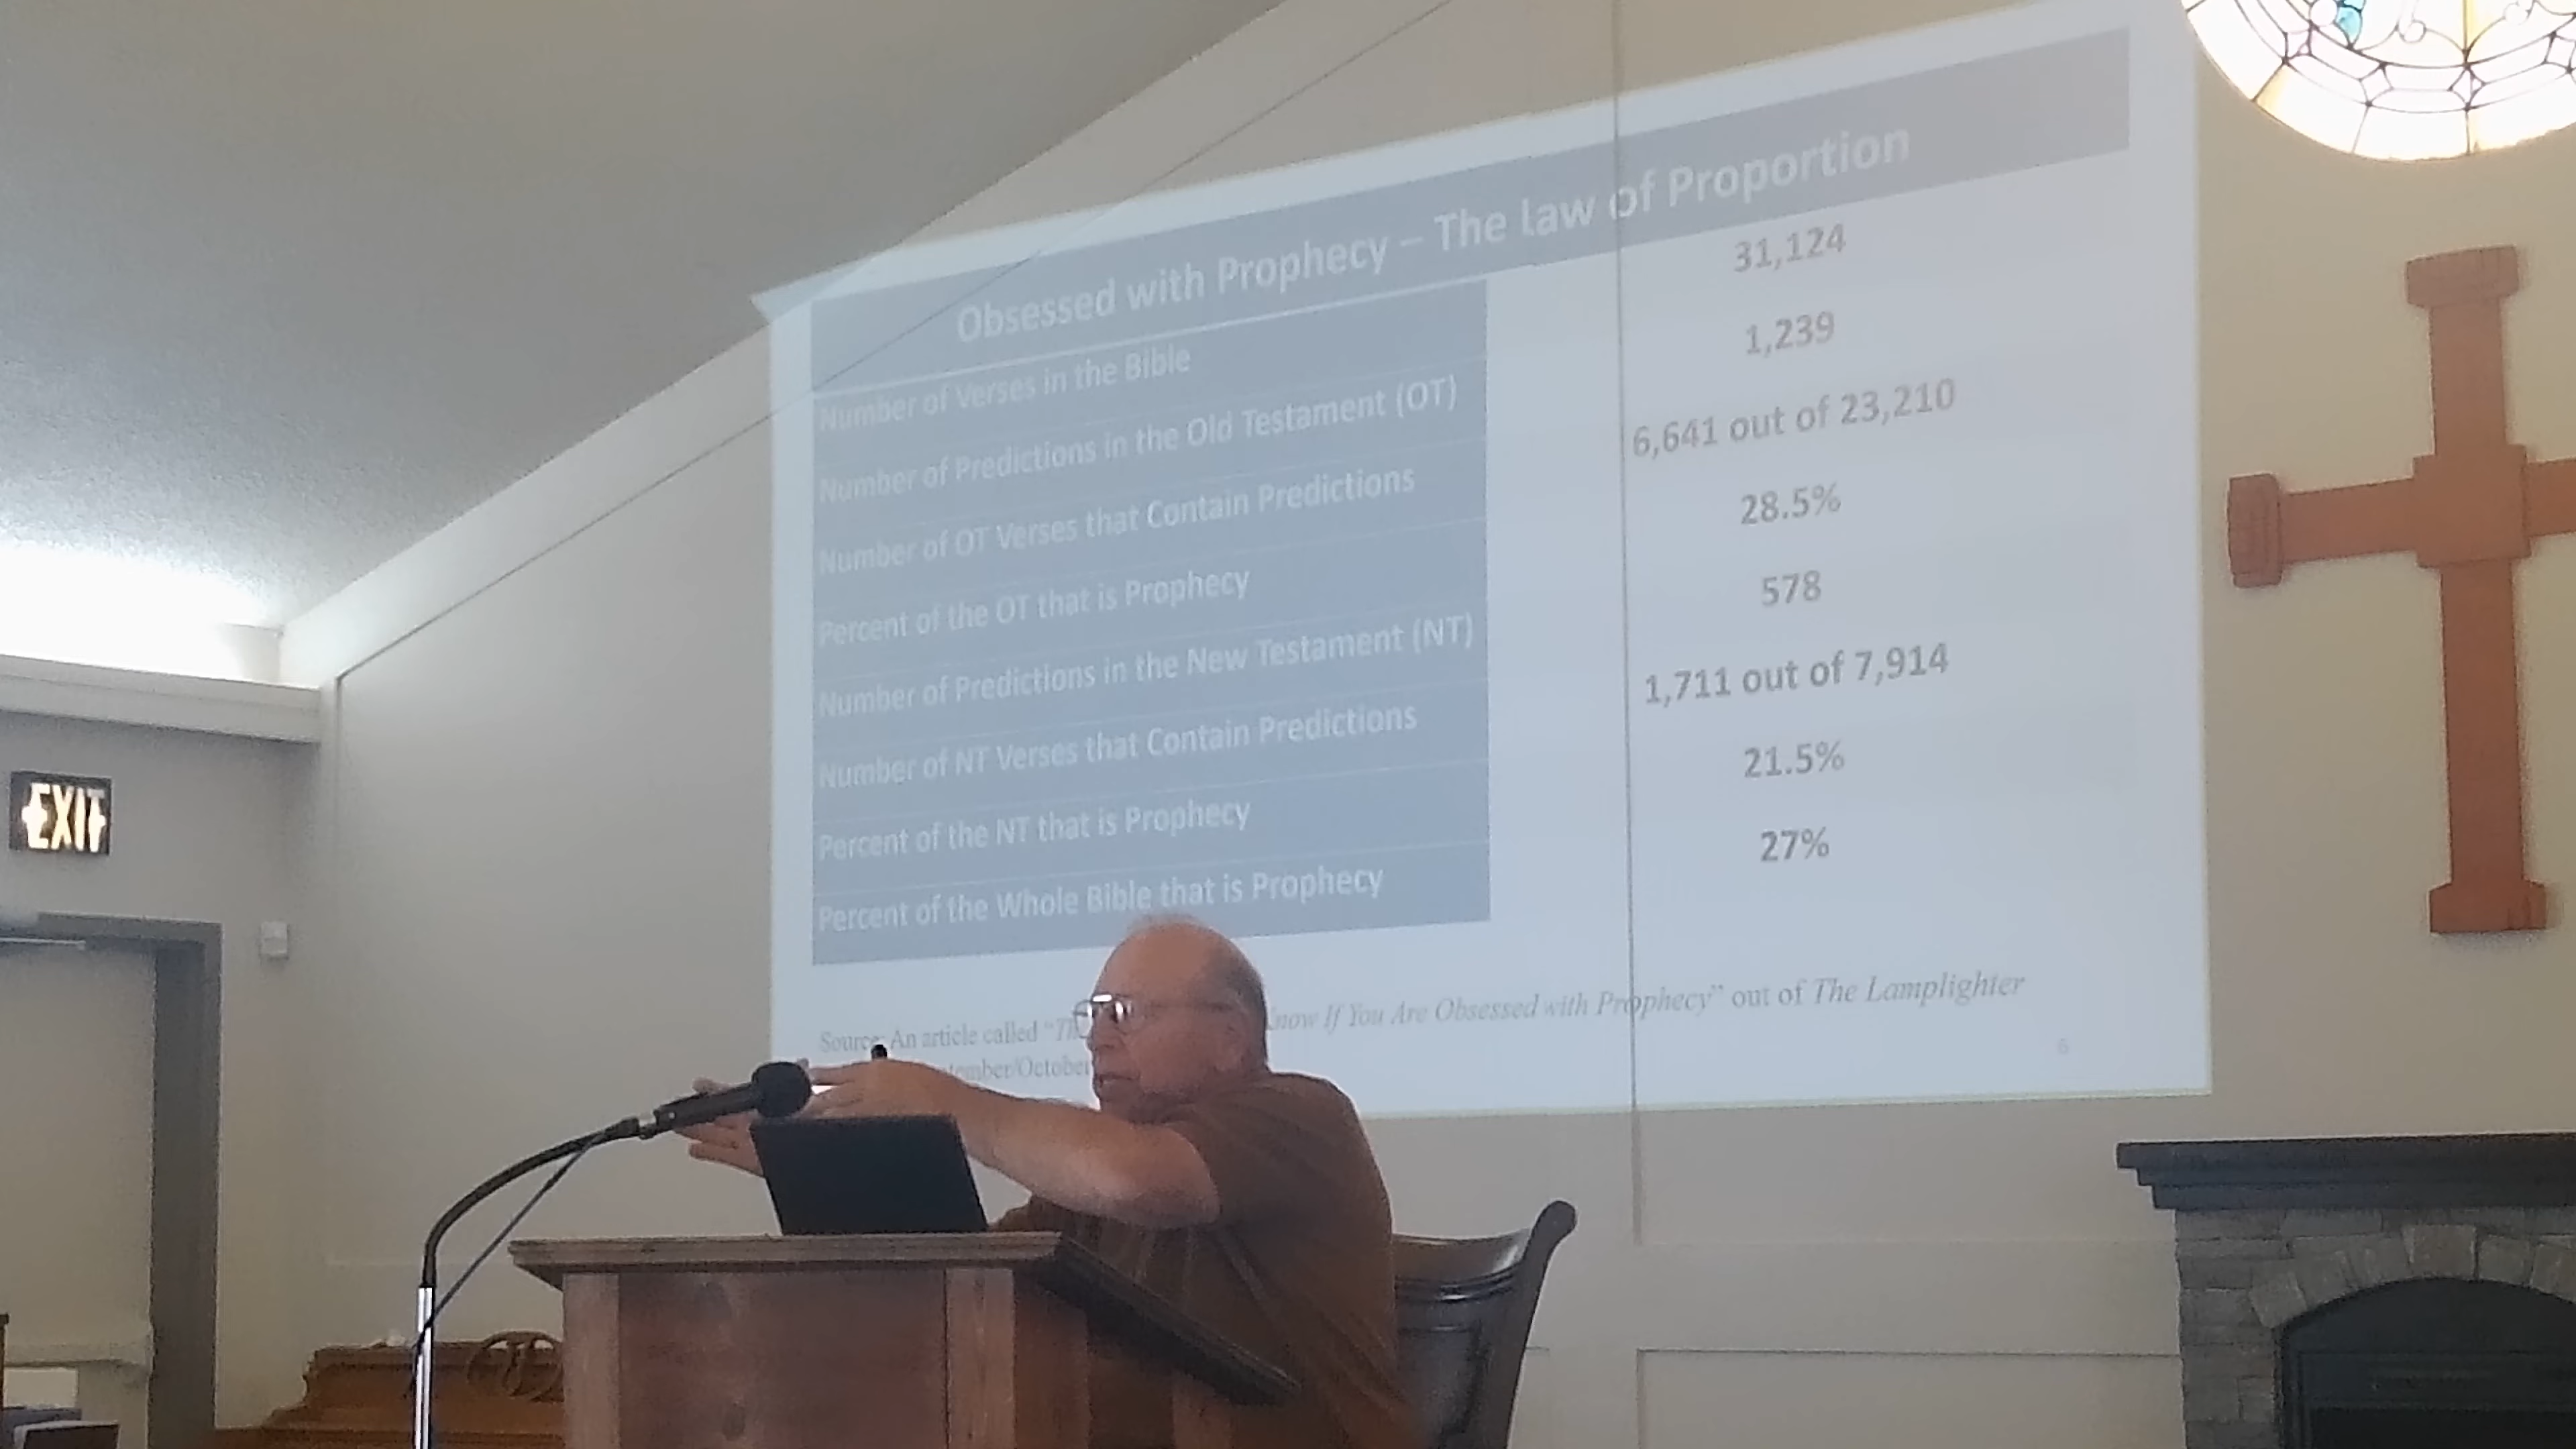 Obsessed with Prophecy – The Law of Proportion
Number of Verses in the Bible 31,124
Number of Predictions in the Old Testament (OT) 1,239
Number of OT Verses that Contain Predictions 6,641 out of 23,210
Percent of the OT that is Prophecy 28.5%
Number of Predictions in the New Testament (NT) 578
Number of NT Verses that Contain Predictions 1,711 out of 7,914
Percent of the NT that is Prophecy 21.5%
Percent of the Whole Bible that is Prophecy 27%
Source: An article called “ Know If You Are Obsessed with Prophecy” out of The Lamplighter
October
6
EXIT